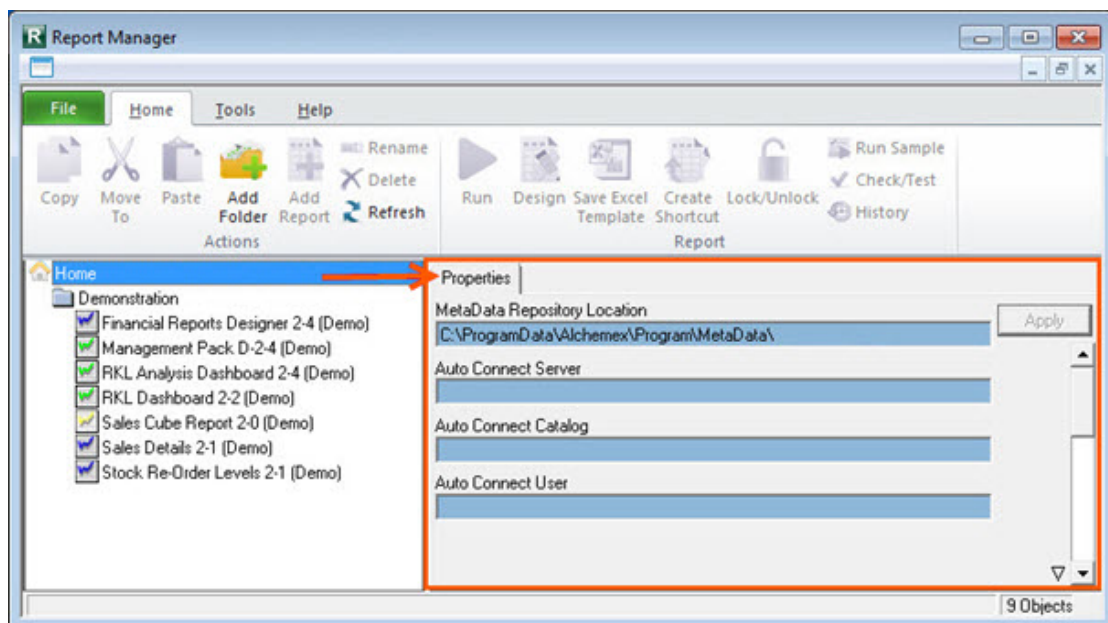 Report Manager
File Home Tools Help
Copy
Move To
Paste
Add Folder
Add Report
Rename
Delete
Refresh
Actions
Run
Design
Save Excel Template
Create Shortcut
Lock/Unlock
Run Sample
Check/Test
History
Report
Home
Demonstration
Financial Reports Designer 2-4 (Demo)
Management Pack D-2-4 (Demo)
RKL Analysis Dashboard 2-4 (Demo)
RKL Dashboard 2-2 (Demo)
Sales Cube Report 2-0 (Demo)
Sales Details 2-1 (Demo)
Stock Re-Order Levels 2-1 (Demo)
Properties
MetaData Repository Location
Apply
C:\ProgramData\Alchemex\Program\MetaData\
Auto Connect Server
Auto Connect Catalog
Auto Connect User
9 Objects